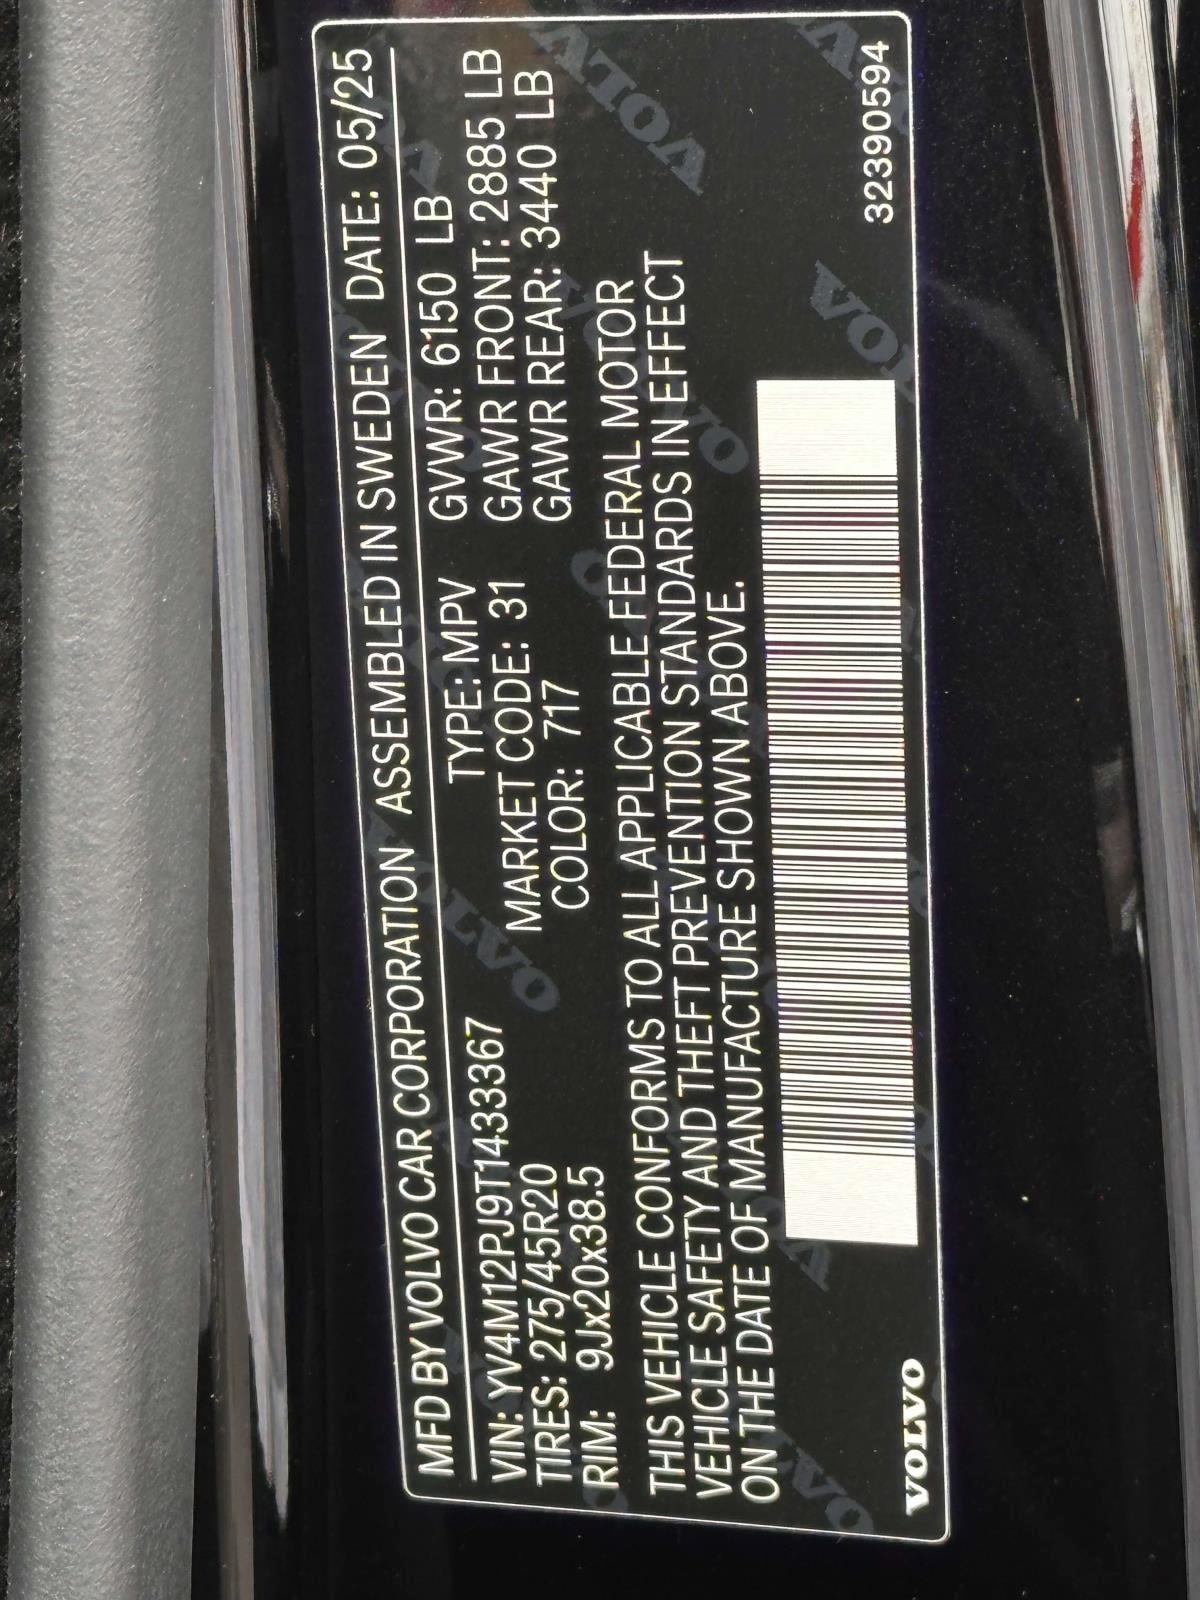 MFD BY VOLVO CAR CORPORATION ASSEMBLED IN SWEDEN DATE: 05/25
VIN: YV4M12PJ9T1433367 TYPE: MPV GVWR: 6150 LB
TIRES: 275/45R20 MARKET CODE: 31 GAWR FRONT: 2885 LB
RIM: 9Jx20x38.5 COLOR: 717 GAWR REAR: 3440 LB
THIS VEHICLE CONFORMS TO ALL APPLICABLE FEDERAL MOTOR
VEHICLE SAFETY AND THEFT PREVENTION STANDARDS IN EFFECT
ON THE DATE OF MANUFACTURE SHOWN ABOVE.
VOLVO 32390594